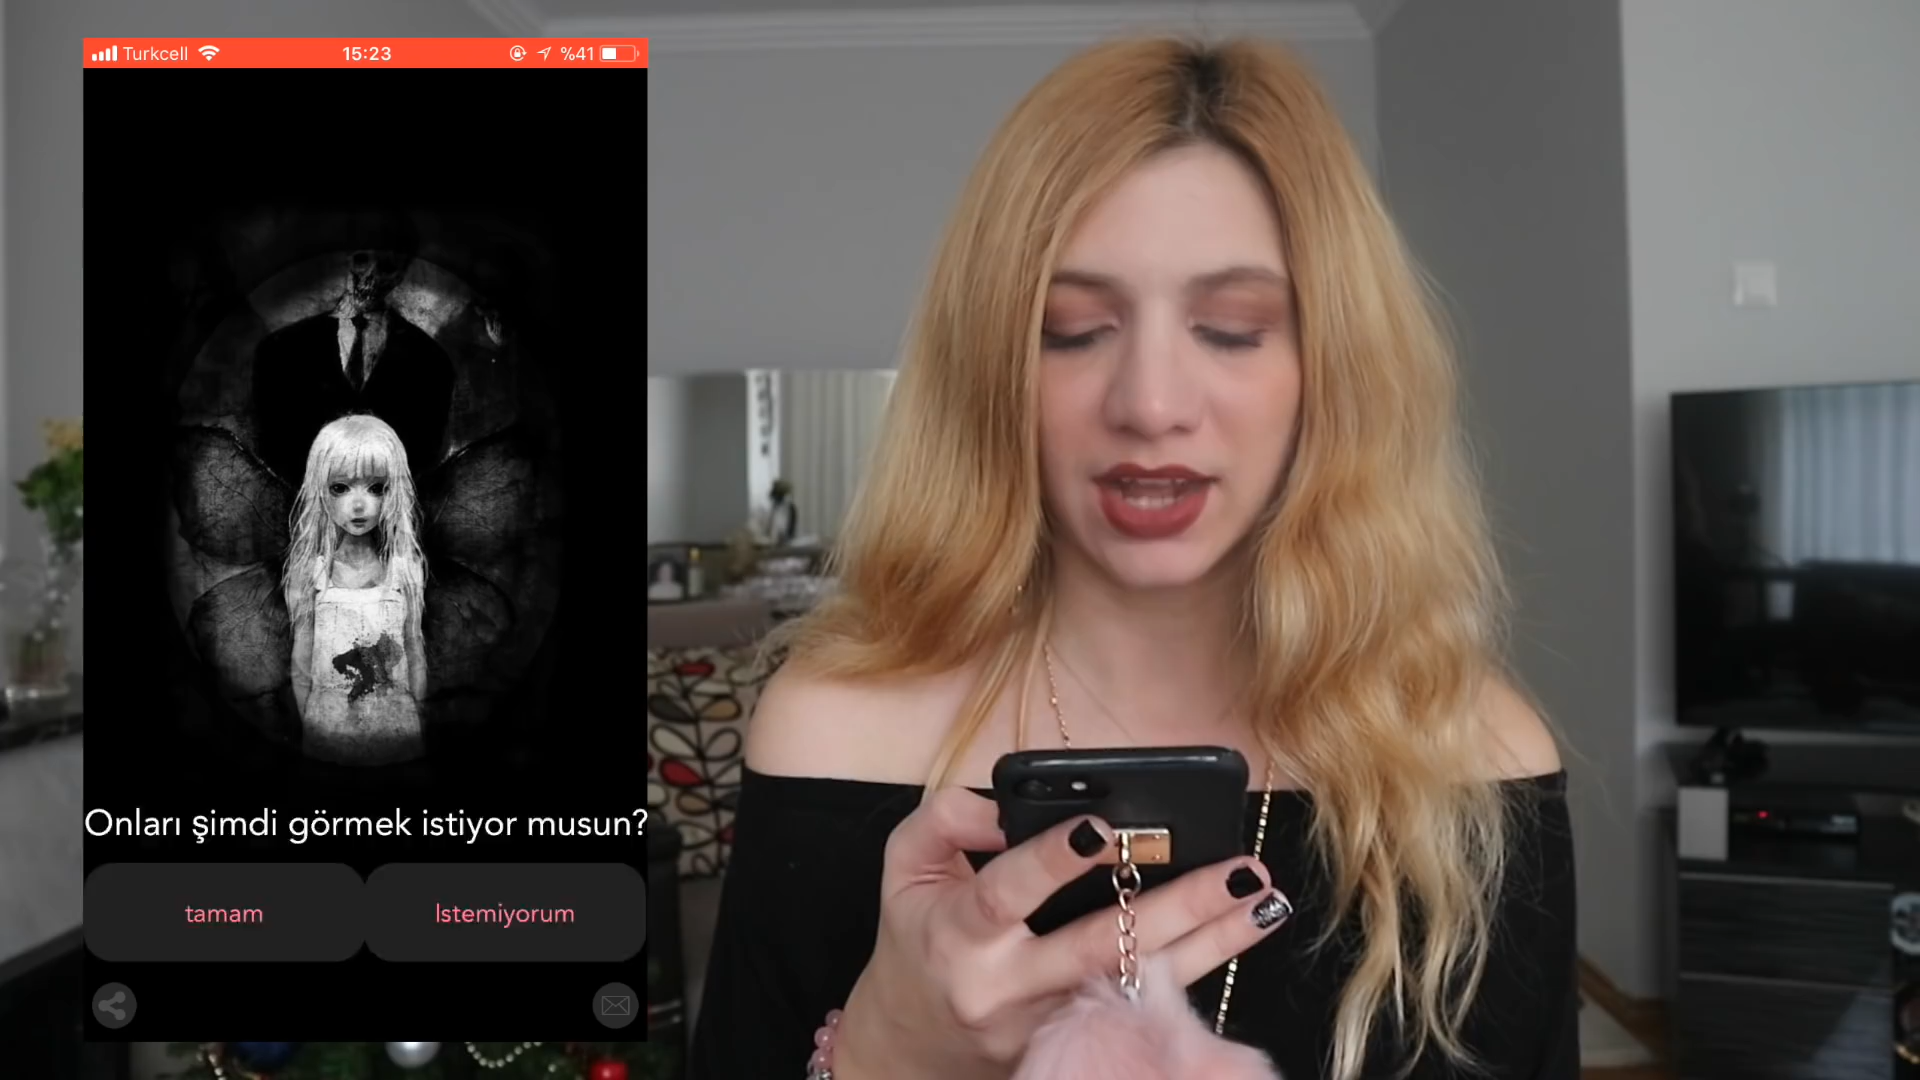 Turkcell 15:23 %41
Onları şimdi görmek istiyor musun?
tamam Istemiyorum